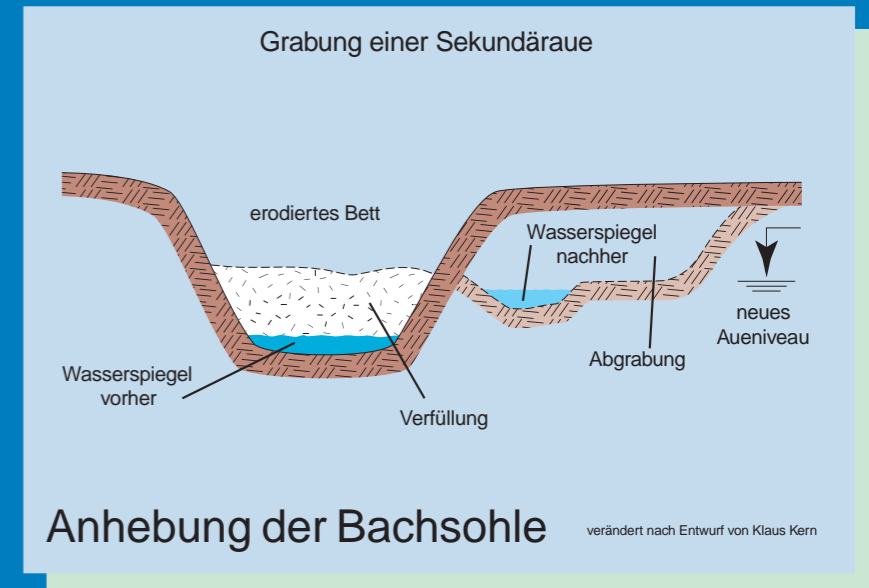 Grabung einer Sekundäraue
erodiertes Bett
Wasserspiegel
nachher
neues
Aueniveau
Abgrabung
Wasserspiegel
vorher
Verfüllung
Anhebung der Bachsohle
verändert nach Entwurf von Klaus Kern